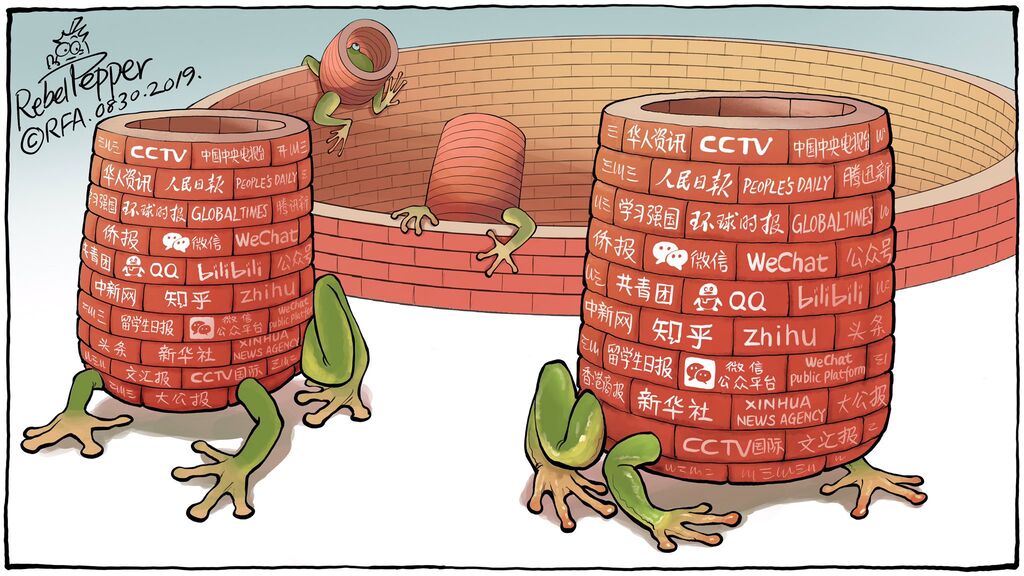 Rebel Pepper
©RFA.0830.2019.
CCTV 中国中央电视台
华人资讯 人民日报 PEOPLE'S DAILY
学习强国 环球时报 GLOBALTIMES 腾讯新
侨报 微信 WeChat
共青团 QQ bilibili 公众号
中新网 知乎 zhihu
留学生日报 微信公众平台 WeChat Public Platform
头条 新华社 XINHUA NEWS AGENCY
文汇报 CCTV国际
大公报
华人资讯 CCTV 中国中央电视台
人民日报 PEOPLE'S DAILY 腾讯新
学习强国 环球时报 GLOBALTIMES
侨报 微信 WeChat 公众号
共青团 QQ bilibili
中新网 知乎 zhihu 头条
留学生日报 微信公众平台 WeChat Public Platform
香港商报 新华社 XINHUA NEWS AGENCY 大公报
CCTV国际 文汇报